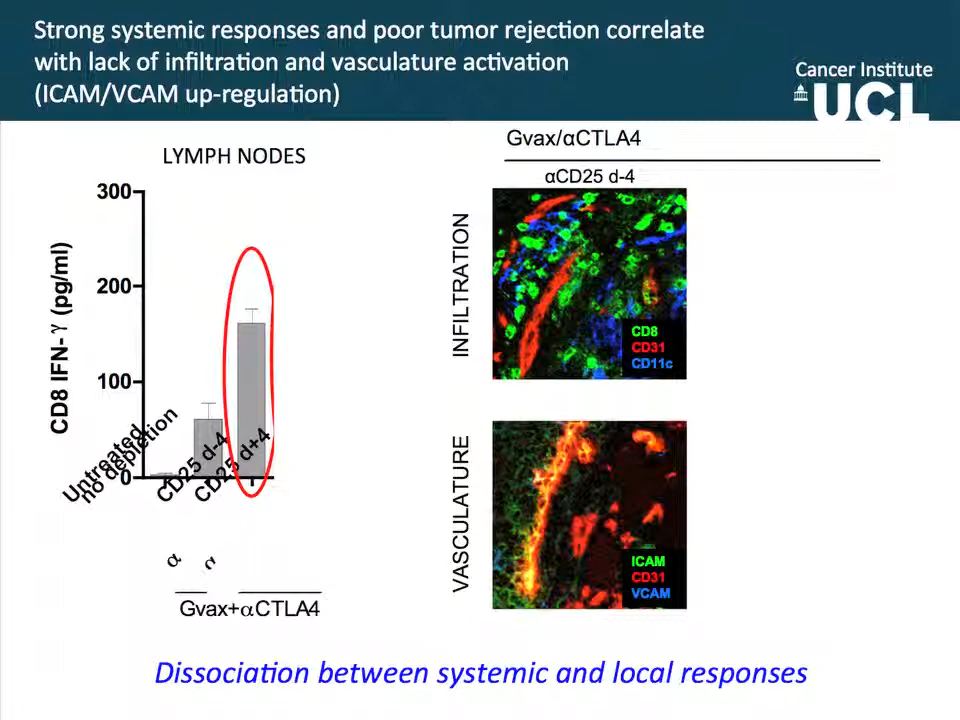 Strong systemic responses and poor tumor rejection correlate
with lack of infiltration and vasculature activation
(ICAM/VCAM up-regulation)
Cancer Institute
UCL
LYMPH NODES
300
200
100
0
CD8 IFN-γ (pg/ml)
Untreated
no depletion
CD25 d-4
CD25 d+4
α
α
Gvax+αCTLA4
Gvax/αCTLA4
αCD25 d-4
INFILTRATION
CD8
CD31
CD11c
VASCULATURE
ICAM
CD31
VCAM
Dissociation between systemic and local responses